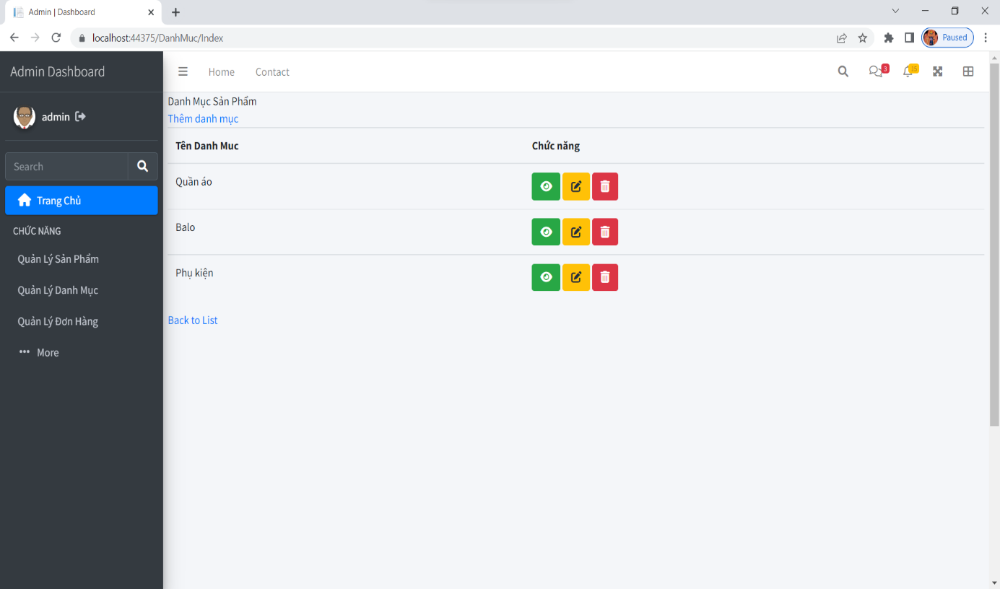 Admin | Dashboard
localhost:44375/DanhMuc/Index
Paused
Admin Dashboard
Home
Contact
3
15
admin
Search
Trang Chủ
CHỨC NĂNG
Quản Lý Sản Phẩm
Quản Lý Danh Mục
Quản Lý Đơn Hàng
More
Danh Mục Sản Phẩm
Thêm danh mục
Tên Danh Muc Chức năng
Quần áo
Balo
Phụ kiện
Back to List